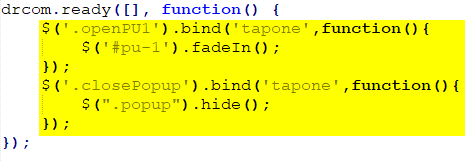 drcom.ready([], function() {
$('.openPU1').bind('tapone',function(){
$('#pu-1').fadeIn();
});
$('.closePopup').bind('tapone',function(){
$(".popup").hide();
});
});